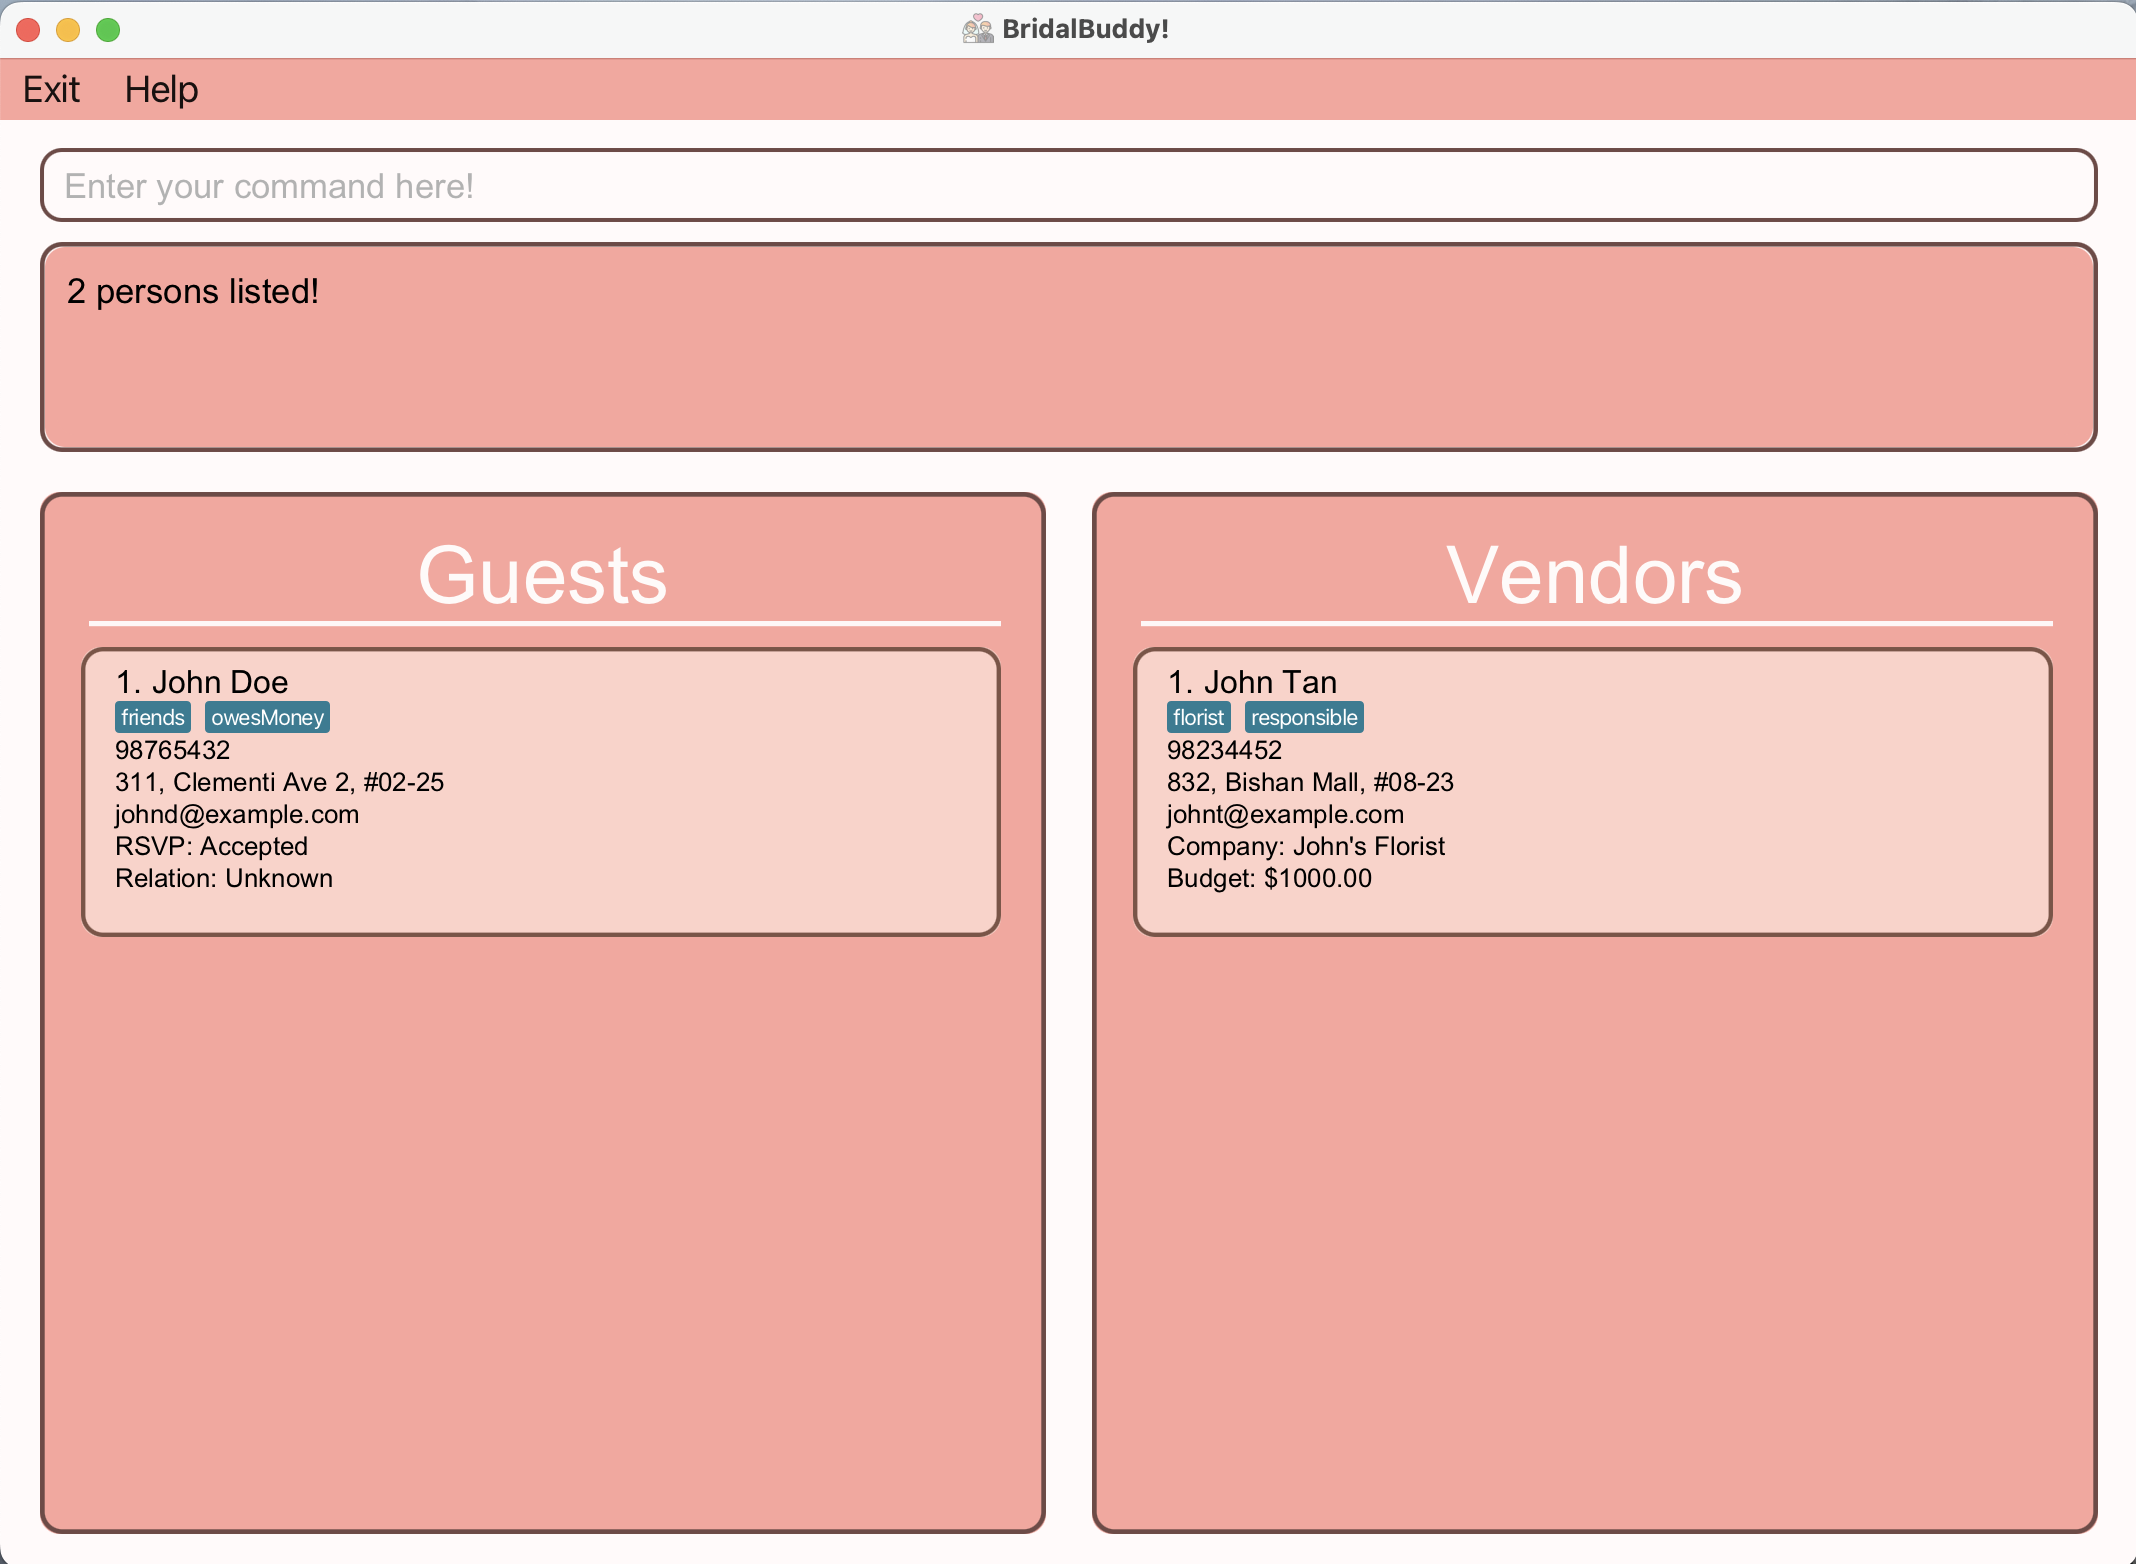 BridalBuddy!
Exit Help
Enter your command here!
2 persons listed!
Guests
1. John Doe
friends owesMoney
98765432
311, Clementi Ave 2, #02-25
johnd@example.com
RSVP: Accepted
Relation: Unknown
Vendors
1. John Tan
florist responsible
98234452
832, Bishan Mall, #08-23
johnt@example.com
Company: John's Florist
Budget: $1000.00